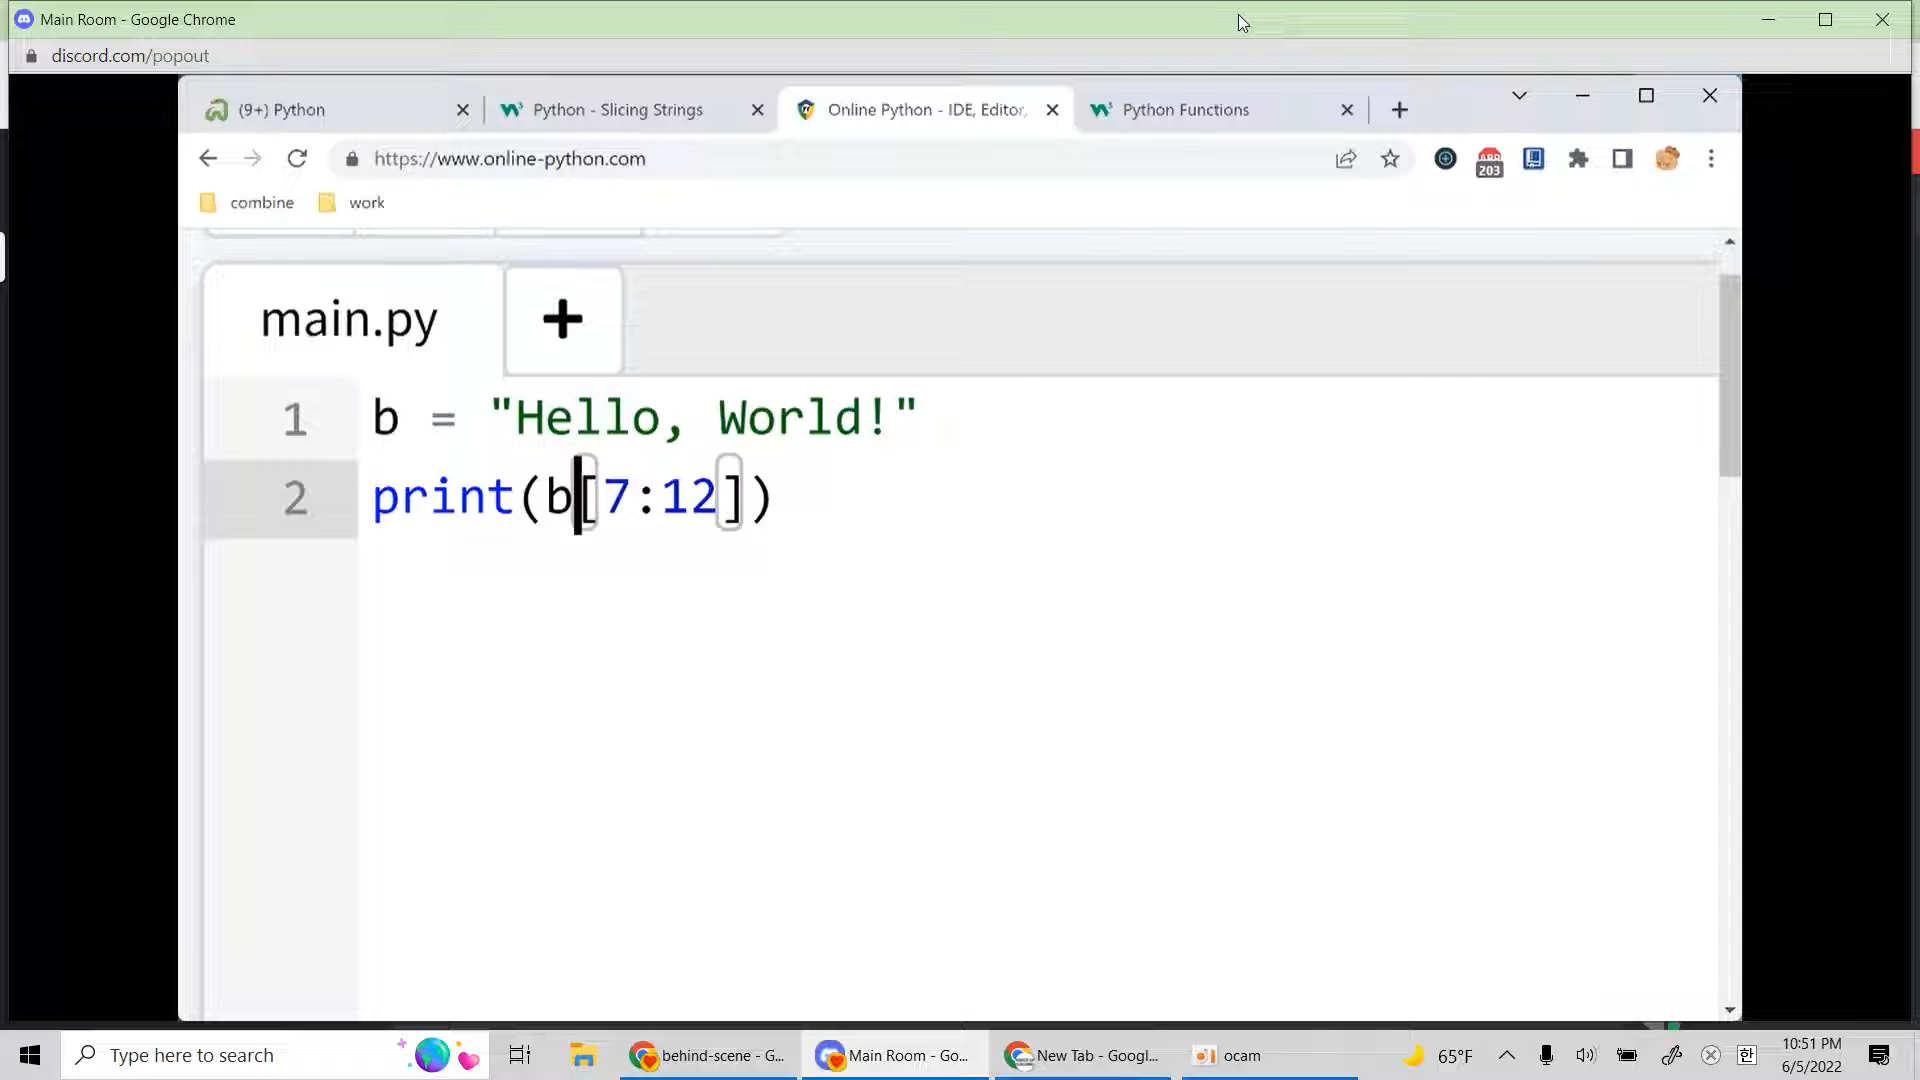 Main Room - Google Chrome
discord.com/popout
(9+) Python
Python - Slicing Strings
Online Python - IDE, Editor,
Python Functions
https://www.online-python.com
203
combine
work
main.py
1 b = "Hello, World!"
2 print(b[7:12])
Type here to search
behind-scene - G...
Main Room - Go...
New Tab - Googl...
ocam
65°F
한
10:51 PM
6/5/2022